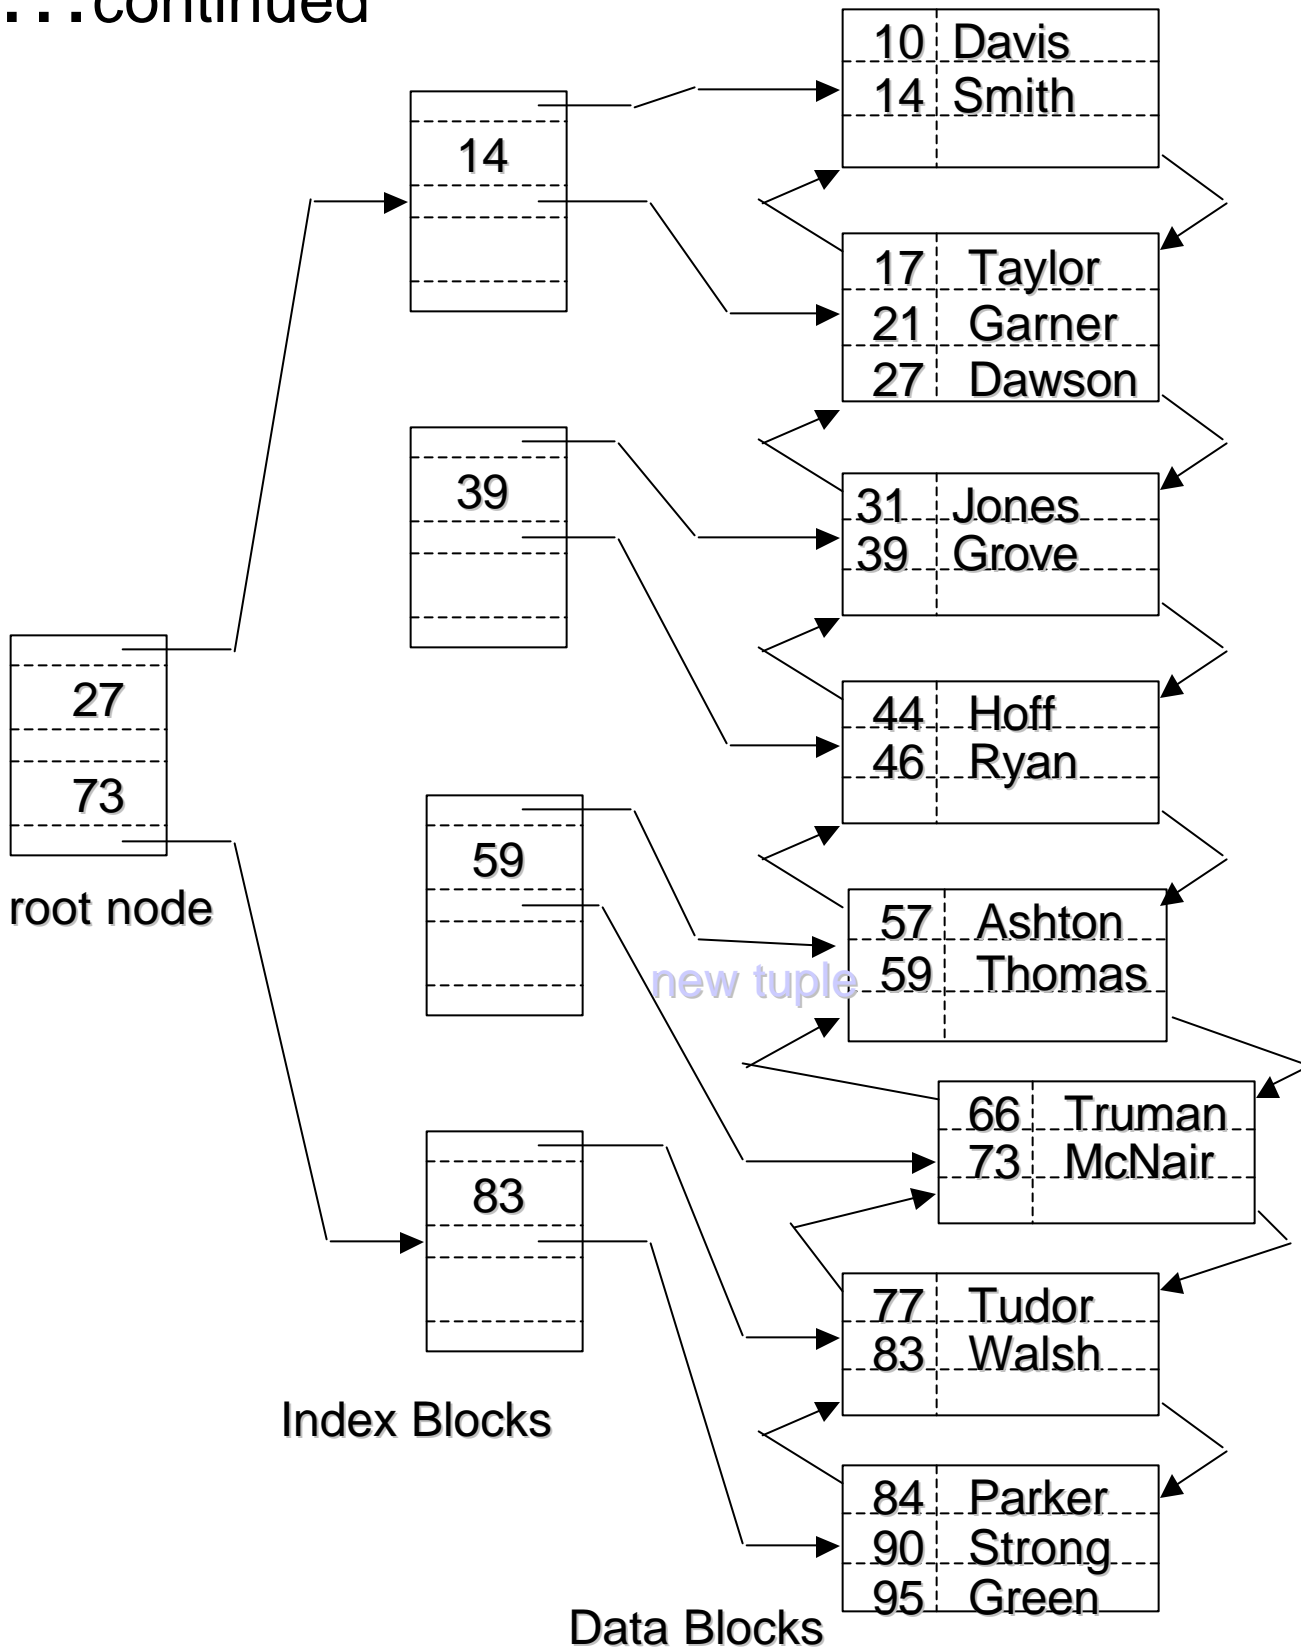 ...continued
10 Davis
14 Smith
14
17 Taylor
21 Garner
27 Dawson
39
31 Jones
39 Grove
27
73
root node
44 Hoff
46 Ryan
59
57 Ashton
new tuple 59 Thomas
66 Truman
73 McNair
83
77 Tudor
83 Walsh
Index Blocks
84 Parker
90 Strong
95 Green
Data Blocks